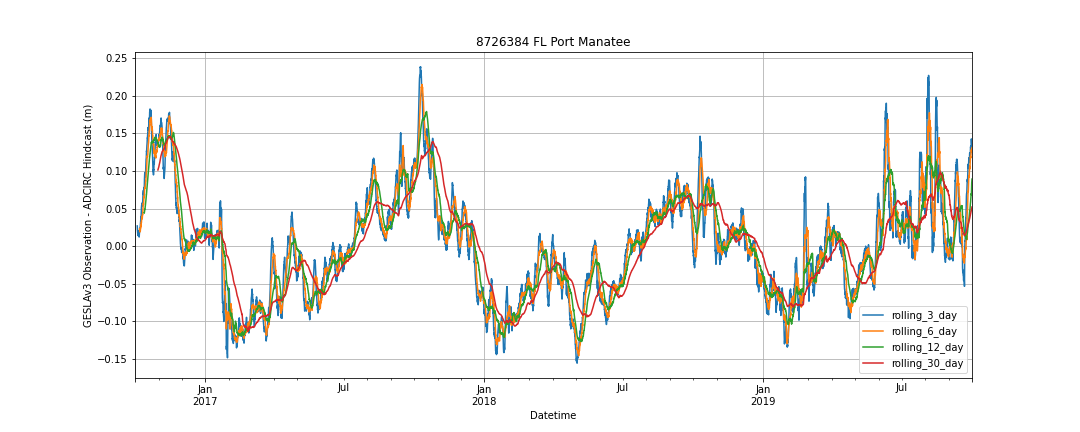 8726384 FL Port Manatee
GESLAv3 Observation - ADCIRC Hindcast (m)
0.25
0.20
0.15
0.10
0.05
0.00
−0.05
−0.10
−0.15
Jan
2017
Jul
Jan
2018
Jul
Jan
2019
Jul
Datetime
rolling_3_day
rolling_6_day
rolling_12_day
rolling_30_day